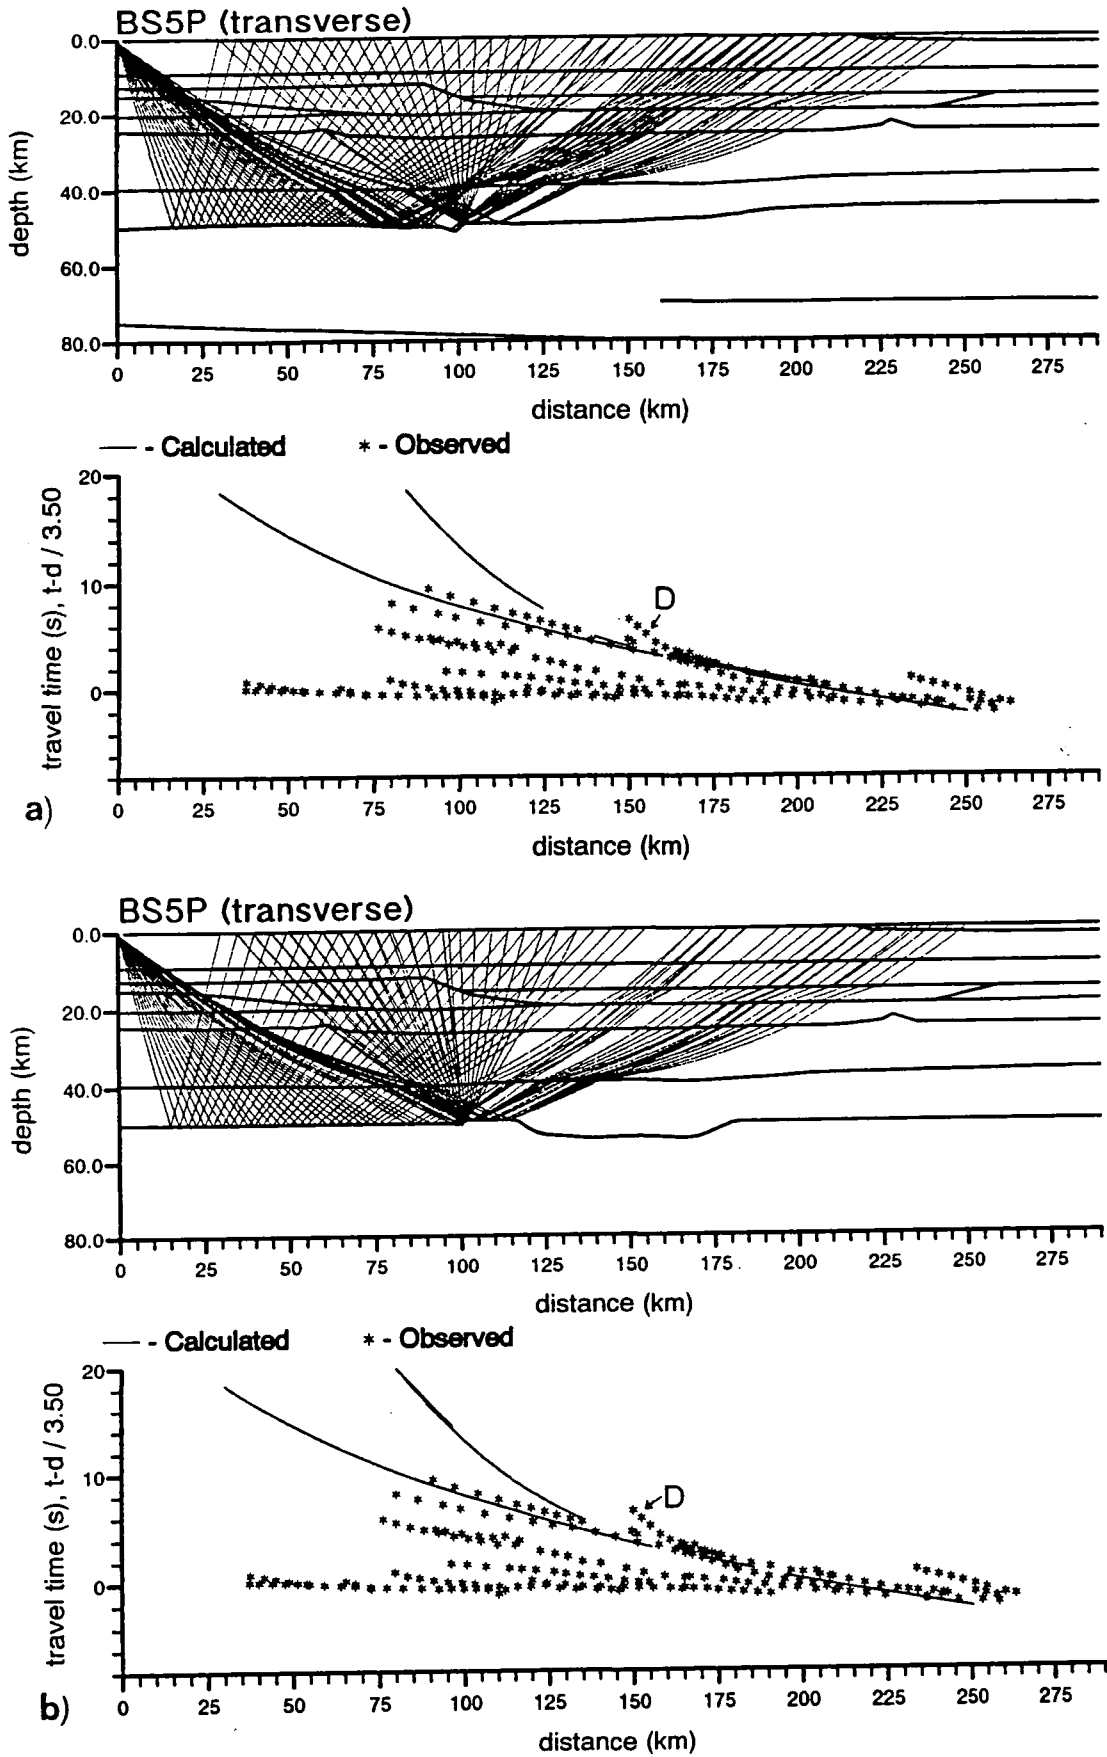 BS5P (transverse)
0.0
20.0
40.0
60.0
80.0
depth (km)
0 25 50 75 100 125 150 175 200 225 250 275
distance (km)
— - Calculated * - Observed
20
10
0
travel time (s), t-d / 3.50
D
0 25 50 75 100 125 150 175 200 225 250 275
a)
distance (km)
BS5P (transverse)
0.0
20.0
40.0
60.0
80.0
depth (km)
0 25 50 75 100 125 150 175 200 225 250 275
distance (km)
— - Calculated * - Observed
20
10
0
travel time (s), t-d / 3.50
D
0 25 50 75 100 125 150 175 200 225 250 275
b)
distance (km)